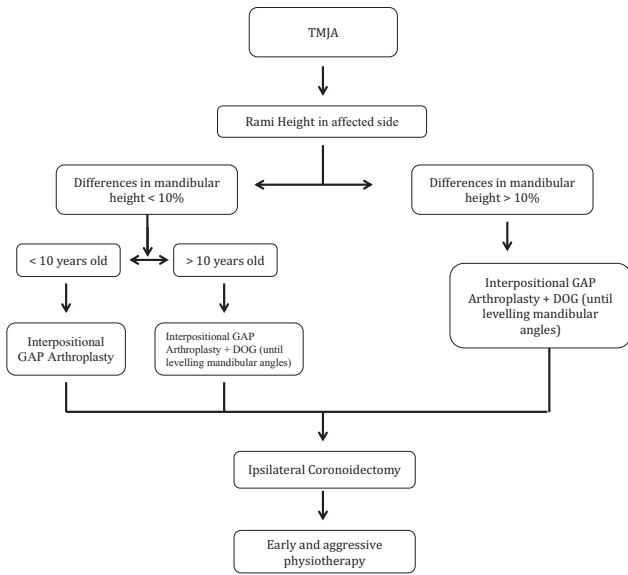 TMJA
Rami Height in affected side
Differences in mandibular
height < 10%
Differences in mandibular
height > 10%
< 10 years old
> 10 years old
Interpositional GAP
Arthroplasty + DOG (until
levelling mandibular
angles)
Interpositional
GAP Arthroplasty
Interpositional GAP
Arthroplasty + DOG (until
levelling mandibular angles)
Ipsilateral Coronoidectomy
Early and aggressive
physiotherapy